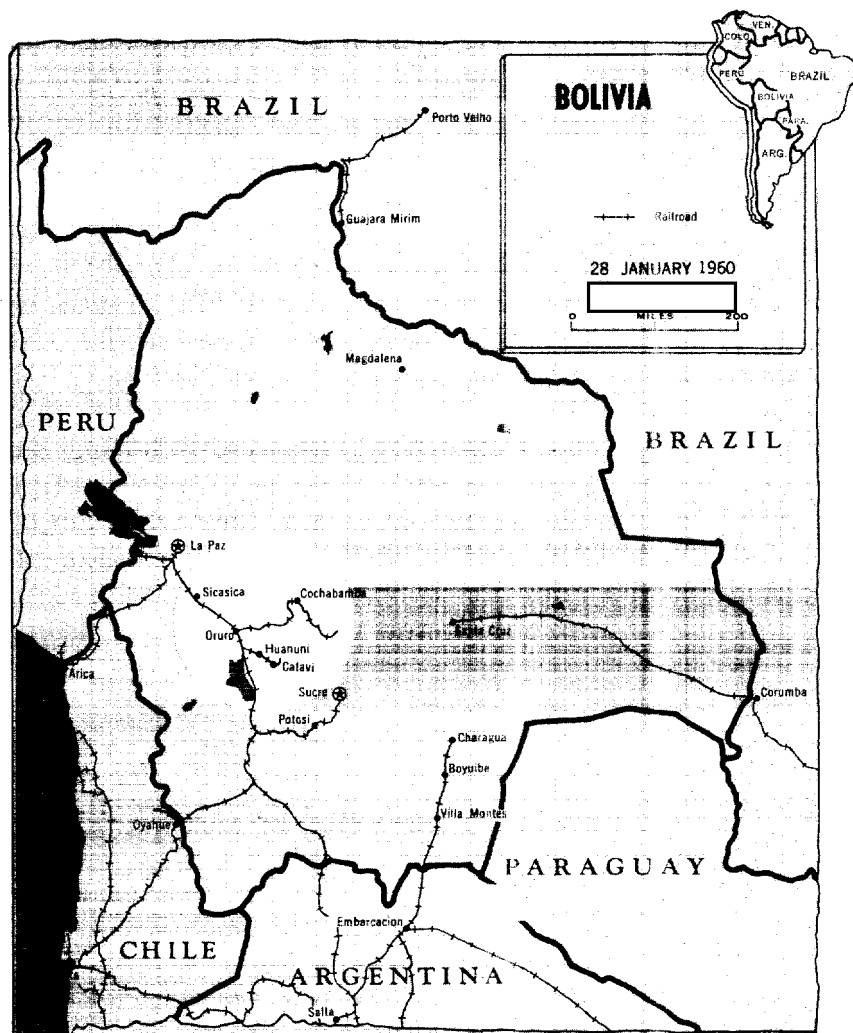 VEN.
COLO.
PERU
BRAZIL
BOLIVIA
PARA.
ARG.
BOLIVIA
Railroad
28 JANUARY 1960
0 MILES 200
BRAZIL
Porto Velho
Guajara Mirim
Magdalena
PERU
BRAZIL
La Paz
Sicasica
Cochabamba
Santa Cruz
Oruro
Huanuni
Catavi
Arica
Sucre
Corumba
Potosi
Charagua
Boyuibe
Villa Montes
Oyahue
PARAGUAY
Embarcacion
CHILE
ARGENTINA
Salta